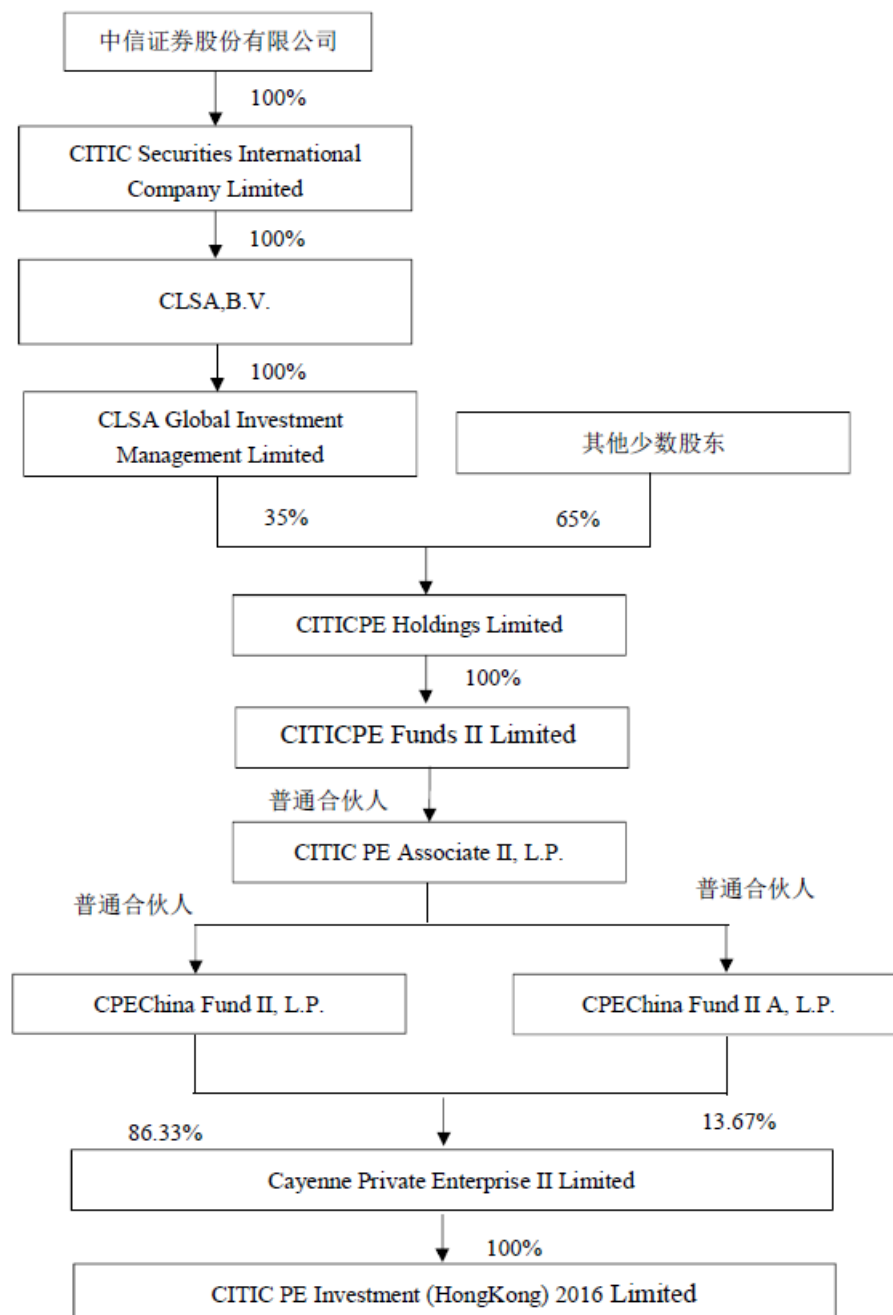 中信证券股份有限公司
100%
CITIC Securities International
Company Limited
100%
CLSA,B.V.
100%
CLSA Global Investment
Management Limited
其他少数股东
35%
65%
CITICPE Holdings Limited
100%
CITICPE Funds II Limited
普通合伙人
CITIC PE Associate II, L.P.
普通合伙人
普通合伙人
CPEChina Fund II, L.P.
CPEChina Fund II A, L.P.
86.33%
13.67%
Cayenne Private Enterprise II Limited
100%
CITIC PE Investment (HongKong) 2016 Limited